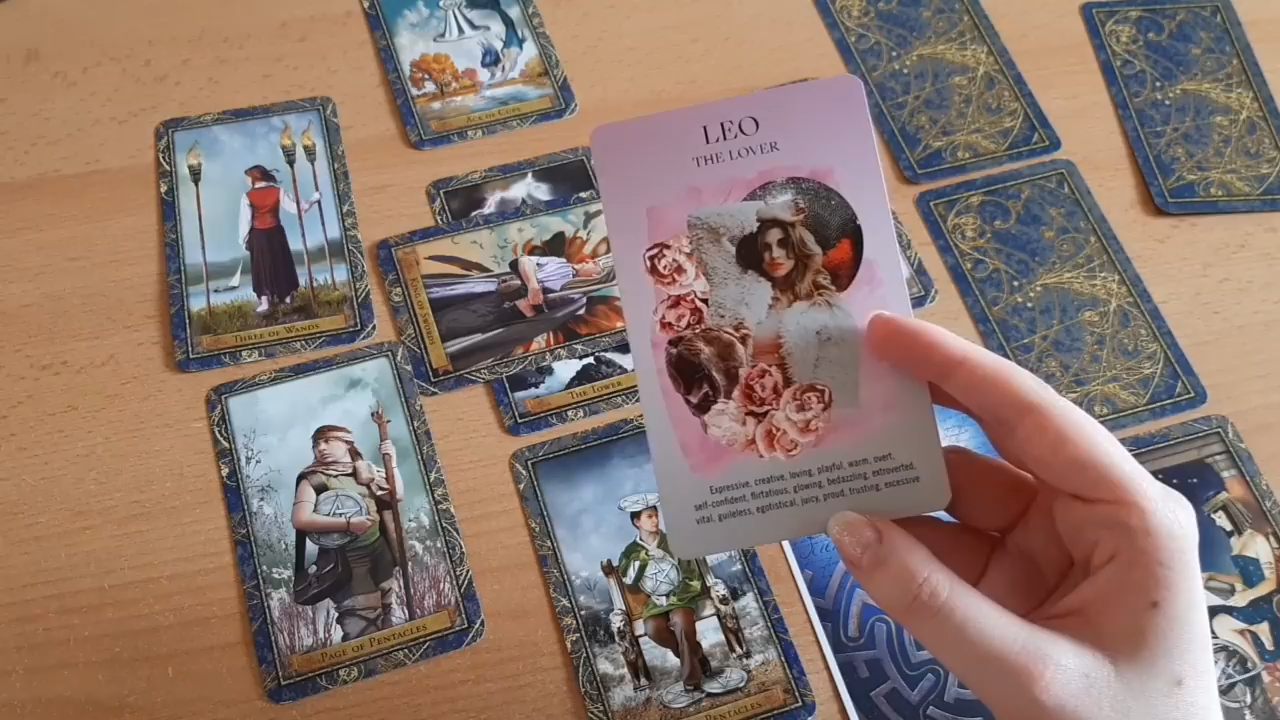 ACE OF CUPS
LEO
THE LOVER
THREE OF WANDS
KING OF SWORDS
THE TOWER
Expressive, creative, loving, playful, warm, overt,
self-confident, flirtatious, glowing, bedazzling, extroverted,
vital, guileless, egotistical, juicy, proud, trusting, excessive
PAGE OF PENTACLES
PENTACLES